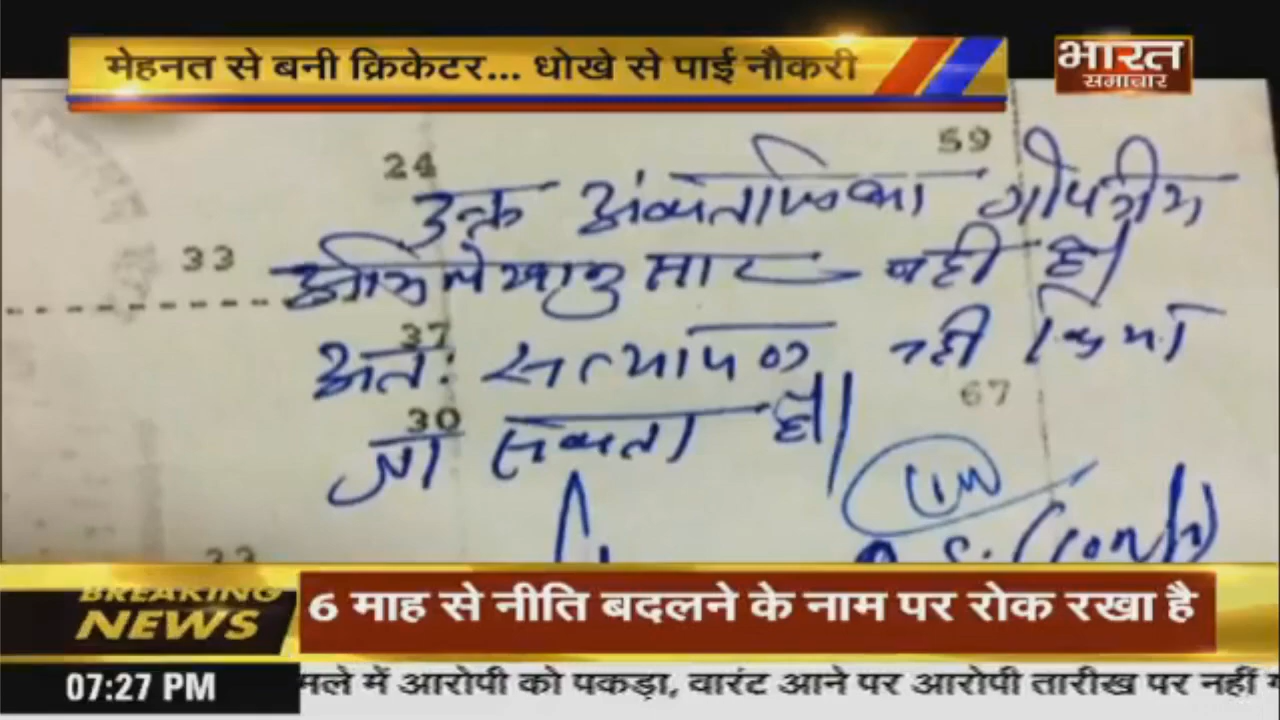 मेहनत से बनी क्रिकेटर... धोखे से पाई नौकरी
भारत
समाचार
59
24
उक्त अंकतालिका गोपनीय
33
अभिलेखानुसार नही है।
37
अतः सत्यापन नही किया
67
30
जा सकता है।
33
BREAKING
NEWS
6 माह से नीति बदलने के नाम पर रोक रखा है
07:27 PM
मले में आरोपी को पकड़ा, वारंट आने पर आरोपी तारीख पर नहीं